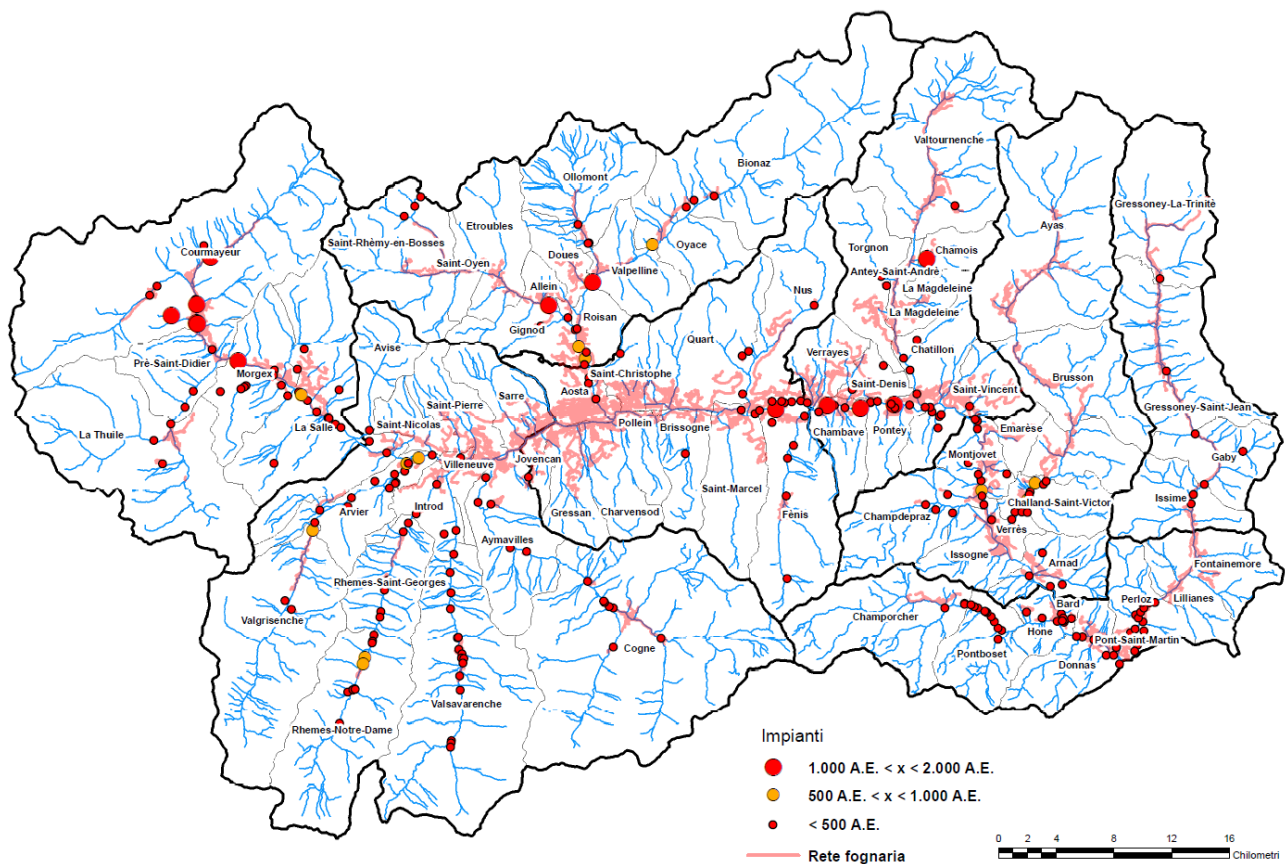 Valtournenche
Bionaz
Ollomont
Gressoney-La-Trinitè
Etroubles
Ayas
Saint-Rhèmy-en-Bosses
Oyace
Torgnon
Chamois
Courmayeur
Doues
Saint-Oyen
Valpelline
Antey-Saint-Andrè
La Magdeleine
Allein
Nus
La Magdeleine
Roisan
Gignod
Quart
Avise
Verrayes
Chatillon
Prè-Saint-Didier
Saint-Christophe
Morgex
Saint-Denis
Brusson
Saint-Vincent
Aosta
Sarre
Saint-Pierre
Gressoney-Saint-Jean
Saint-Nicolas
Pollein
Brissogne
Chambave
Pontey
La Salle
Emarèse
La Thuile
Jovencan
Montjovet
Gaby
Villeneuve
Saint-Marcel
Issime
Introd
Challand-Saint-Victor
Arvier
Gressan
Charvensod
Fènis
Champdepraz
Verrès
Aymavilles
Issogne
Arnad
Fontainemore
Rhemes-Saint-Georges
Lillianes
Perloz
Bard
Valgrisenche
Champorcher
Hone
Pont-Saint-Martin
Cogne
Pontboset
Donnas
Valsavarenche
Rhemes-Notre-Dame
Impianti
1.000 A.E. < x < 2.000 A.E.
500 A.E. < x < 1.000 A.E.
< 500 A.E.
Rete fognaria
0 2 4 8 12 16
Chilometri